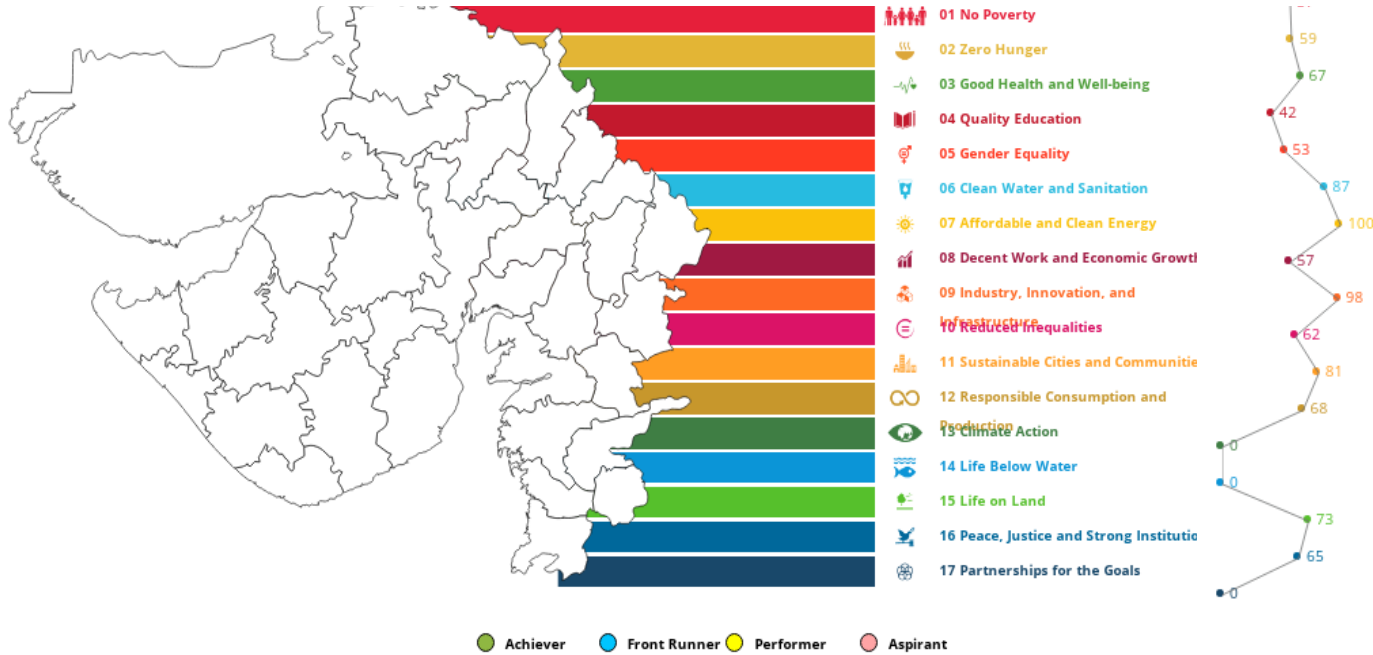 01 No Poverty
02 Zero Hunger
59
03 Good Health and Well-being
67
04 Quality Education
42
05 Gender Equality
53
06 Clean Water and Sanitation
87
07 Affordable and Clean Energy
100
08 Decent Work and Economic Growth
57
09 Industry, Innovation, and
Infrastructure
98
10 Reduced Inequalities
62
11 Sustainable Cities and Communitie
81
12 Responsible Consumption and
Production
68
13 Climate Action
0
14 Life Below Water
0
15 Life on Land
73
16 Peace, Justice and Strong Institutio
65
17 Partnerships for the Goals
0
Achiever
Front Runner
Performer
Aspirant